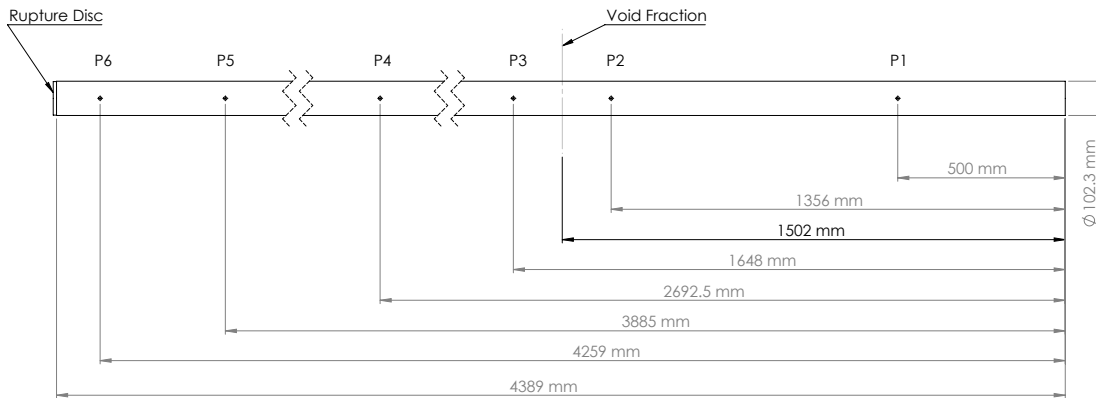 Rupture Disc
Void Fraction
P6
P5
P4
P3
P2
P1
500 mm
1356 mm
1502 mm
1648 mm
2692.5 mm
3885 mm
4259 mm
4389 mm
Ø102.3 mm